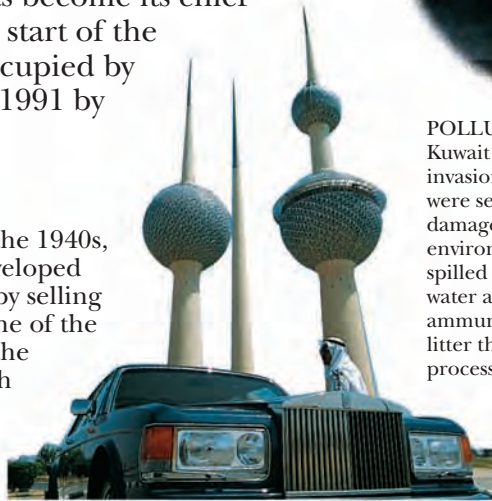 become its chief
start of the
cupied by
1991 by
he 1940s,
veloped
by selling
ne of the
he
h
POLLU
Kuwait
invasion
were se
damage
environ
spilled
water a
ammun
litter th
process